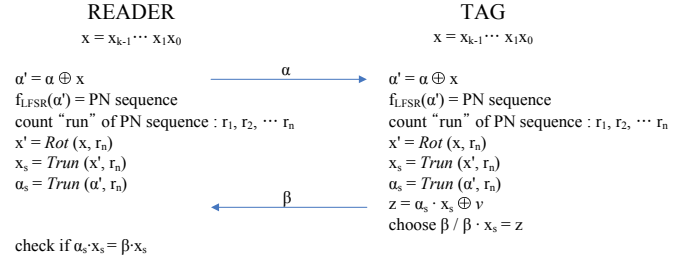 READER TAG
x = xₖ₋₁⋯ x₁x₀ x = xₖ₋₁⋯ x₁x₀
α' = α ⊕ x α α' = α ⊕ x
f_LFSR(α') = PN sequence f_LFSR(α') = PN sequence
count “run” of PN sequence : r₁, r₂, ⋯ rₙ count “run” of PN sequence : r₁, r₂, ⋯ rₙ
x' = Rot (x, rₙ) x' = Rot (x, rₙ)
xₛ = Trun (x', rₙ) xₛ = Trun (x', rₙ)
αₛ = Trun (α', rₙ) αₛ = Trun (α', rₙ)
β z = αₛ · xₛ ⊕ v
choose β / β · xₛ = z
check if αₛ·xₛ = β·xₛ